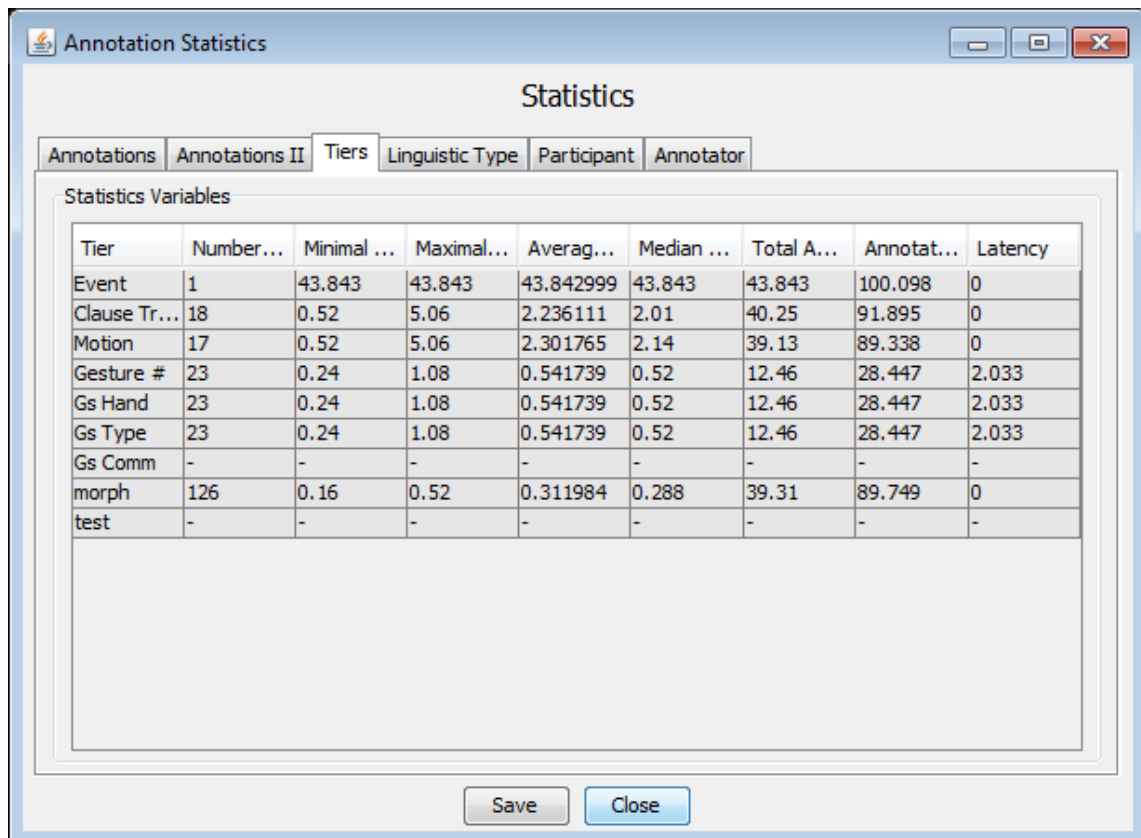 Annotation Statistics
Statistics
Annotations Annotations II Tiers Linguistic Type Participant Annotator
Statistics Variables
Tier Number... Minimal ... Maximal... Averag... Median ... Total A... Annotat... Latency
Event 1 43.843 43.843 43.842999 43.843 43.843 100.098 0
Clause Tr... 18 0.52 5.06 2.236111 2.01 40.25 91.895 0
Motion 17 0.52 5.06 2.301765 2.14 39.13 89.338 0
Gesture # 23 0.24 1.08 0.541739 0.52 12.46 28.447 2.033
Gs Hand 23 0.24 1.08 0.541739 0.52 12.46 28.447 2.033
Gs Type 23 0.24 1.08 0.541739 0.52 12.46 28.447 2.033
Gs Comm - - - - - - - -
morph 126 0.16 0.52 0.311984 0.288 39.31 89.749 0
test - - - - - - - -
Save Close